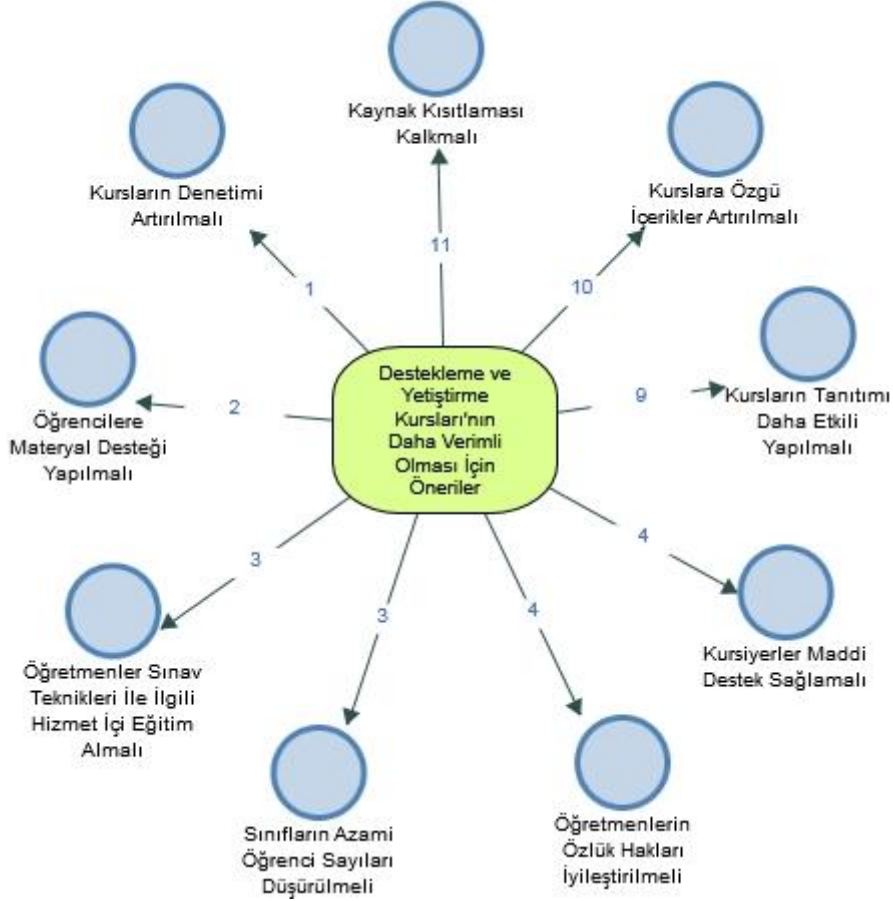 Kaynak Kısıtlaması
Kalkmalı
Kursların Denetimi
Artırılmalı
Kurslara Özgü
İçerikler Artırılmalı
11
1
10
Destekleme ve
Yetiştirme
Kursları'nın
Daha Verimli
Olması İçin
Öneriler
Öğrencilere
Materyal Desteği
Yapılmalı
2
9
Kursların Tanıtımı
Daha Etkili
Yapılmalı
3
3
4
4
Kursiyerler Maddi
Destek Sağlamalı
Öğretmenler Sınav
Teknikleri İle İlgili
Hizmet İçi Eğitim
Almalı
Sınıfların Azami
Öğrenci Sayıları
Düşürülmeli
Öğretmenlerin
Özlük Hakları
İyileştirilmeli